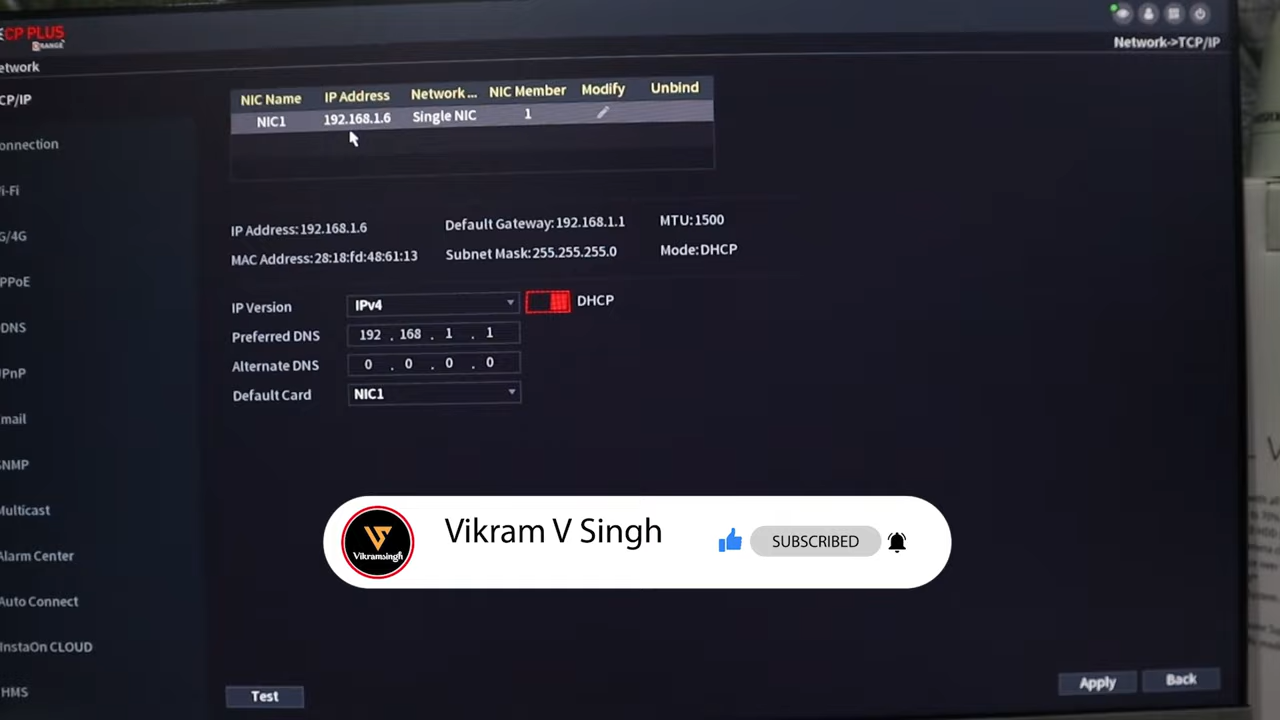 CP PLUS
ORANGE
Network->TCP/IP
etwork
CP/IP
onnection
i-Fi
G/4G
PPoE
DNS
PnP
mail
SNMP
Multicast
Alarm Center
Auto Connect
InstaOn CLOUD
HMS
NIC Name IP Address Network... NIC Member Modify Unbind
NIC1 192.168.1.6 Single NIC 1
IP Address:192.168.1.6 Default Gateway:192.168.1.1 MTU:1500
MAC Address:28:18:fd:48:61:13 Subnet Mask:255.255.255.0 Mode:DHCP
IP Version IPv4 DHCP
Preferred DNS 192 . 168 . 1 . 1
Alternate DNS 0 . 0 . 0 . 0
Default Card NIC1
Vikram V Singh
Vikramsingh
SUBSCRIBED
Test Apply Back